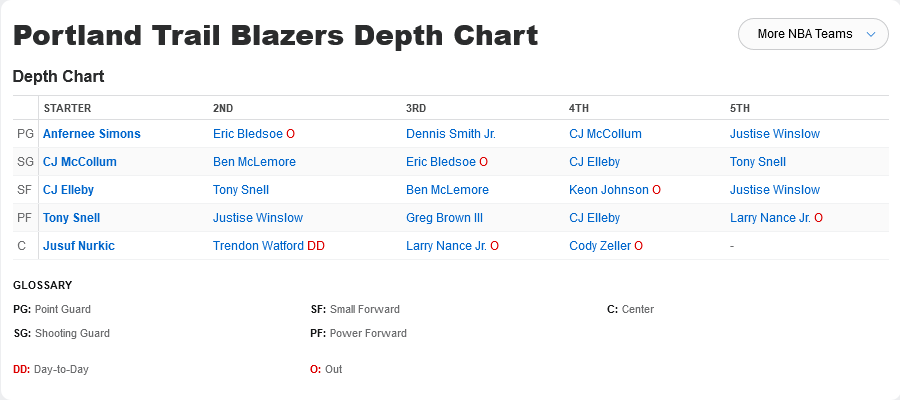 Portland Trail Blazers Depth Chart
More NBA Teams
Depth Chart
STARTER 2ND 3RD 4TH 5TH
PG Anfernee Simons Eric Bledsoe O Dennis Smith Jr. CJ McCollum Justise Winslow
SG CJ McCollum Ben McLemore Eric Bledsoe O CJ Elleby Tony Snell
SF CJ Elleby Tony Snell Ben McLemore Keon Johnson O Justise Winslow
PF Tony Snell Justise Winslow Greg Brown III CJ Elleby Larry Nance Jr. O
C Jusuf Nurkic Trendon Watford DD Larry Nance Jr. O Cody Zeller O -
GLOSSARY
PG: Point Guard SF: Small Forward C: Center
SG: Shooting Guard PF: Power Forward
DD: Day-to-Day O: Out